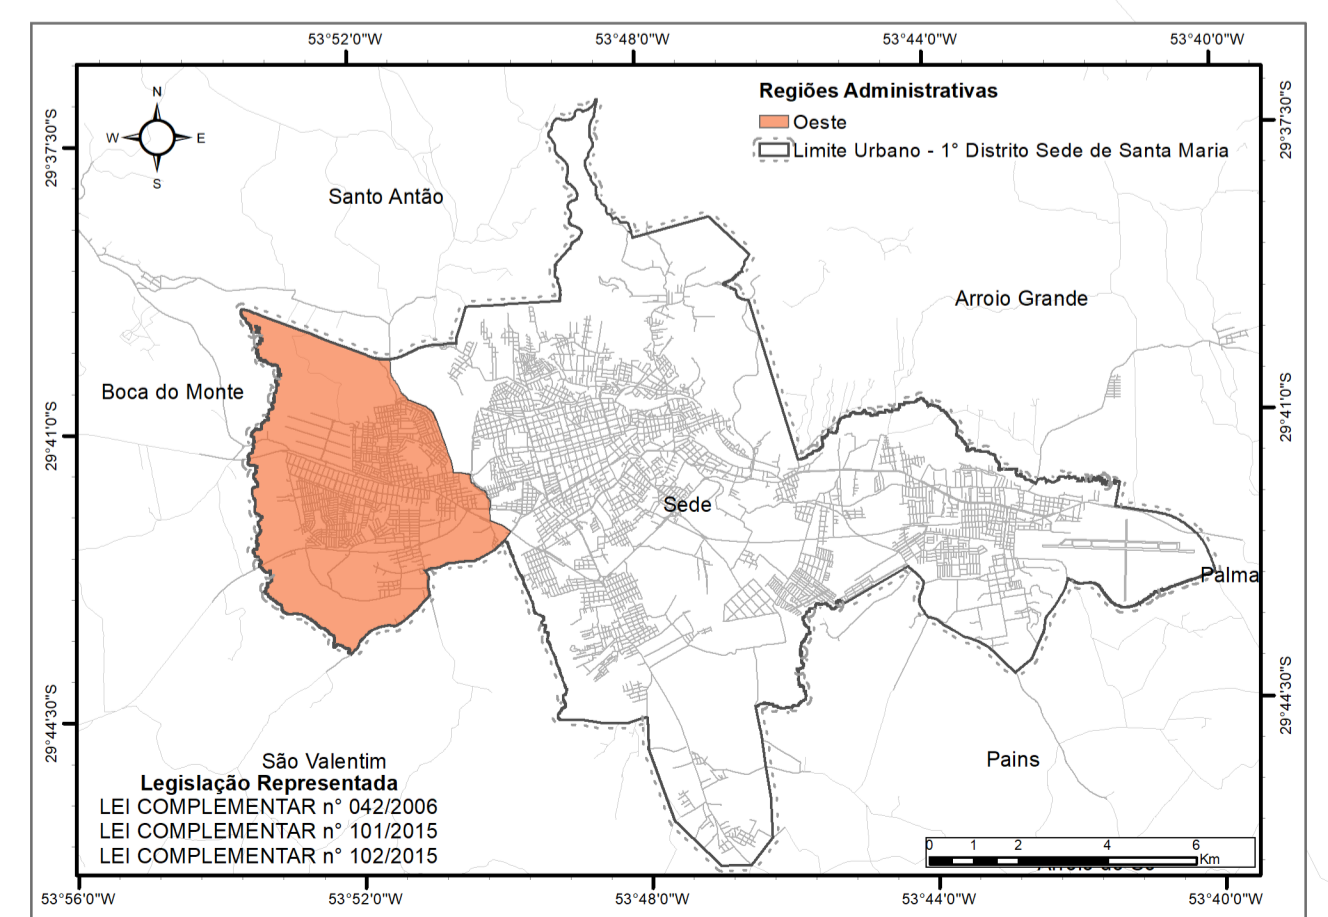 53°52'0"W 53°48'0"W 53°44'0"W 53°40'0"W
29°37'30"S
29°37'30"S
N
W E
S
Regiões Administrativas
Oeste
Limite Urbano - 1° Distrito Sede de Santa Maria
Santo Antão
Arroio Grande
Boca do Monte
29°41'0"S
29°41'0"S
Sede
Palma
29°44'30"S
29°44'30"S
São Valentim
Pains
Legislação Representada
LEI COMPLEMENTAR n° 042/2006
LEI COMPLEMENTAR n° 101/2015
LEI COMPLEMENTAR n° 102/2015
0 1 2 4 6
Km
53°56'0"W 53°52'0"W 53°48'0"W 53°44'0"W 53°40'0"W